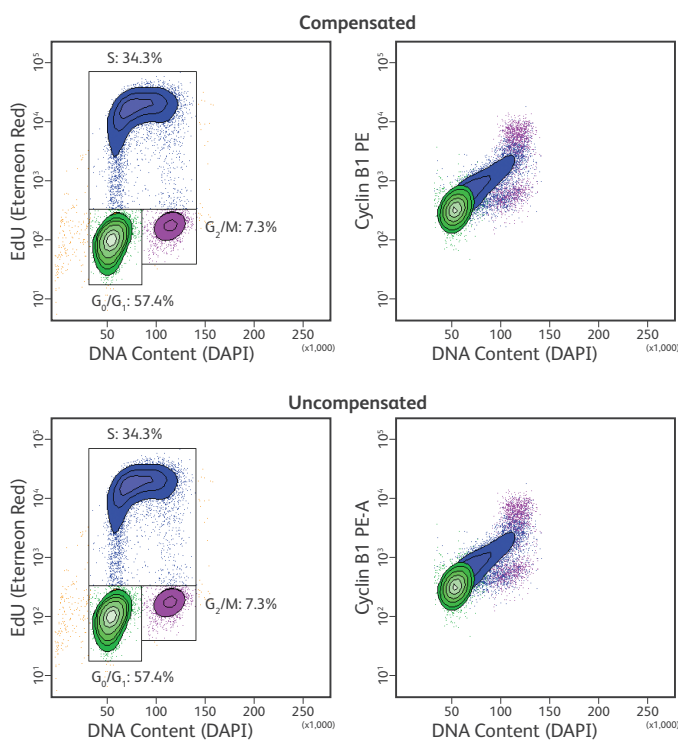 Compensated
S: 34.3%
10⁵
10⁴
10³
10²
10¹
EdU (Eterneon Red)
G₂/M: 7.3%
G₀/G₁: 57.4%
50 100 150 200 250
(x1,000)
DNA Content (DAPI)
10⁵
10⁴
10³
10²
10¹
Cyclin B1 PE
50 100 150 200 250
(x1,000)
DNA Content (DAPI)
Uncompensated
S: 34.3%
10⁵
10⁴
10³
10²
10¹
EdU (Eterneon Red)
G₂/M: 7.3%
G₀/G₁: 57.4%
50 100 150 200 250
(x1,000)
DNA Content (DAPI)
10⁵
10⁴
10³
10²
10¹
Cyclin B1 PE-A
50 100 150 200 250
(x1,000)
DNA Content (DAPI)